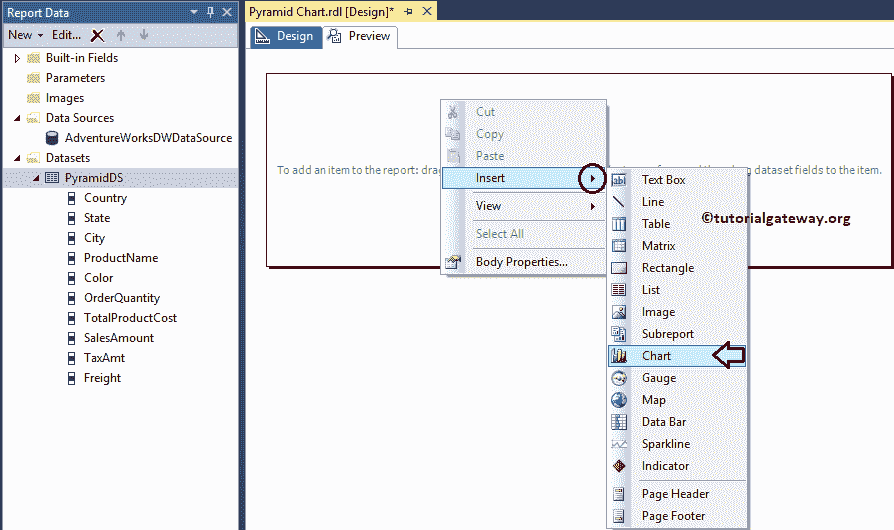 Report Data
New Edit...
Built-in Fields
Parameters
Images
Data Sources
AdventureWorksDWDataSource
Datasets
PyramidDS
Country
State
City
ProductName
Color
OrderQuantity
TotalProductCost
SalesAmount
TaxAmt
Freight
Pyramid Chart.rdl [Design]*
Design Preview
To add an item to the report: drag dataset fields to the item.
Cut
Copy
Paste
Insert
View
Select All
Body Properties...
ab|
Text Box
Line
Table
Matrix
Rectangle
List
Image
Subreport
Chart
Gauge
Map
Data Bar
Sparkline
Indicator
Page Header
Page Footer
©tutorialgateway.org